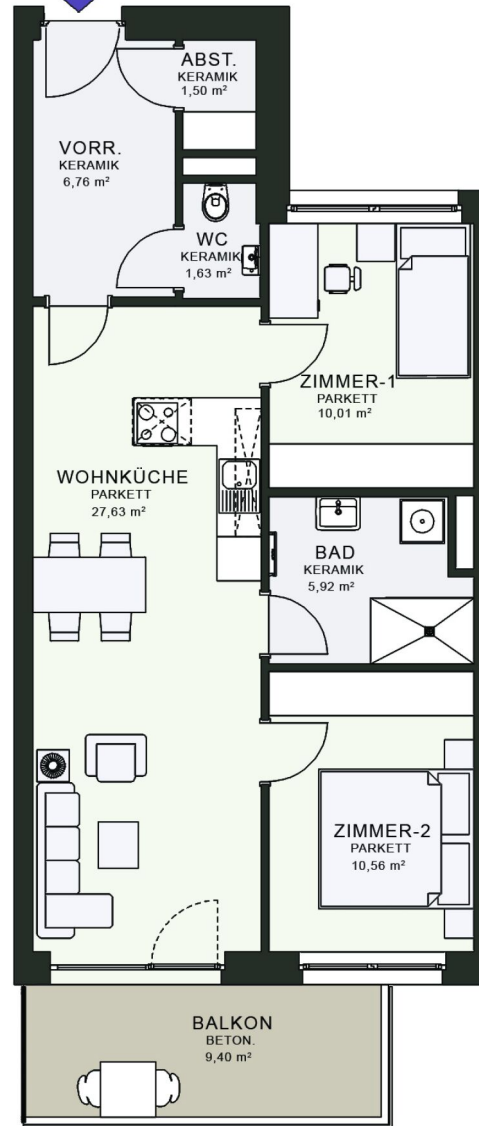 ABST.
KERAMIK
1,50 m²
VORR.
KERAMIK
6,76 m²
WC
KERAMIK
1,63 m²
ZIMMER-1
PARKETT
10,01 m²
WOHNKÜCHE
PARKETT
27,63 m²
BAD
KERAMIK
5,92 m²
ZIMMER-2
PARKETT
10,56 m²
BALKON
BETON.
9,40 m²